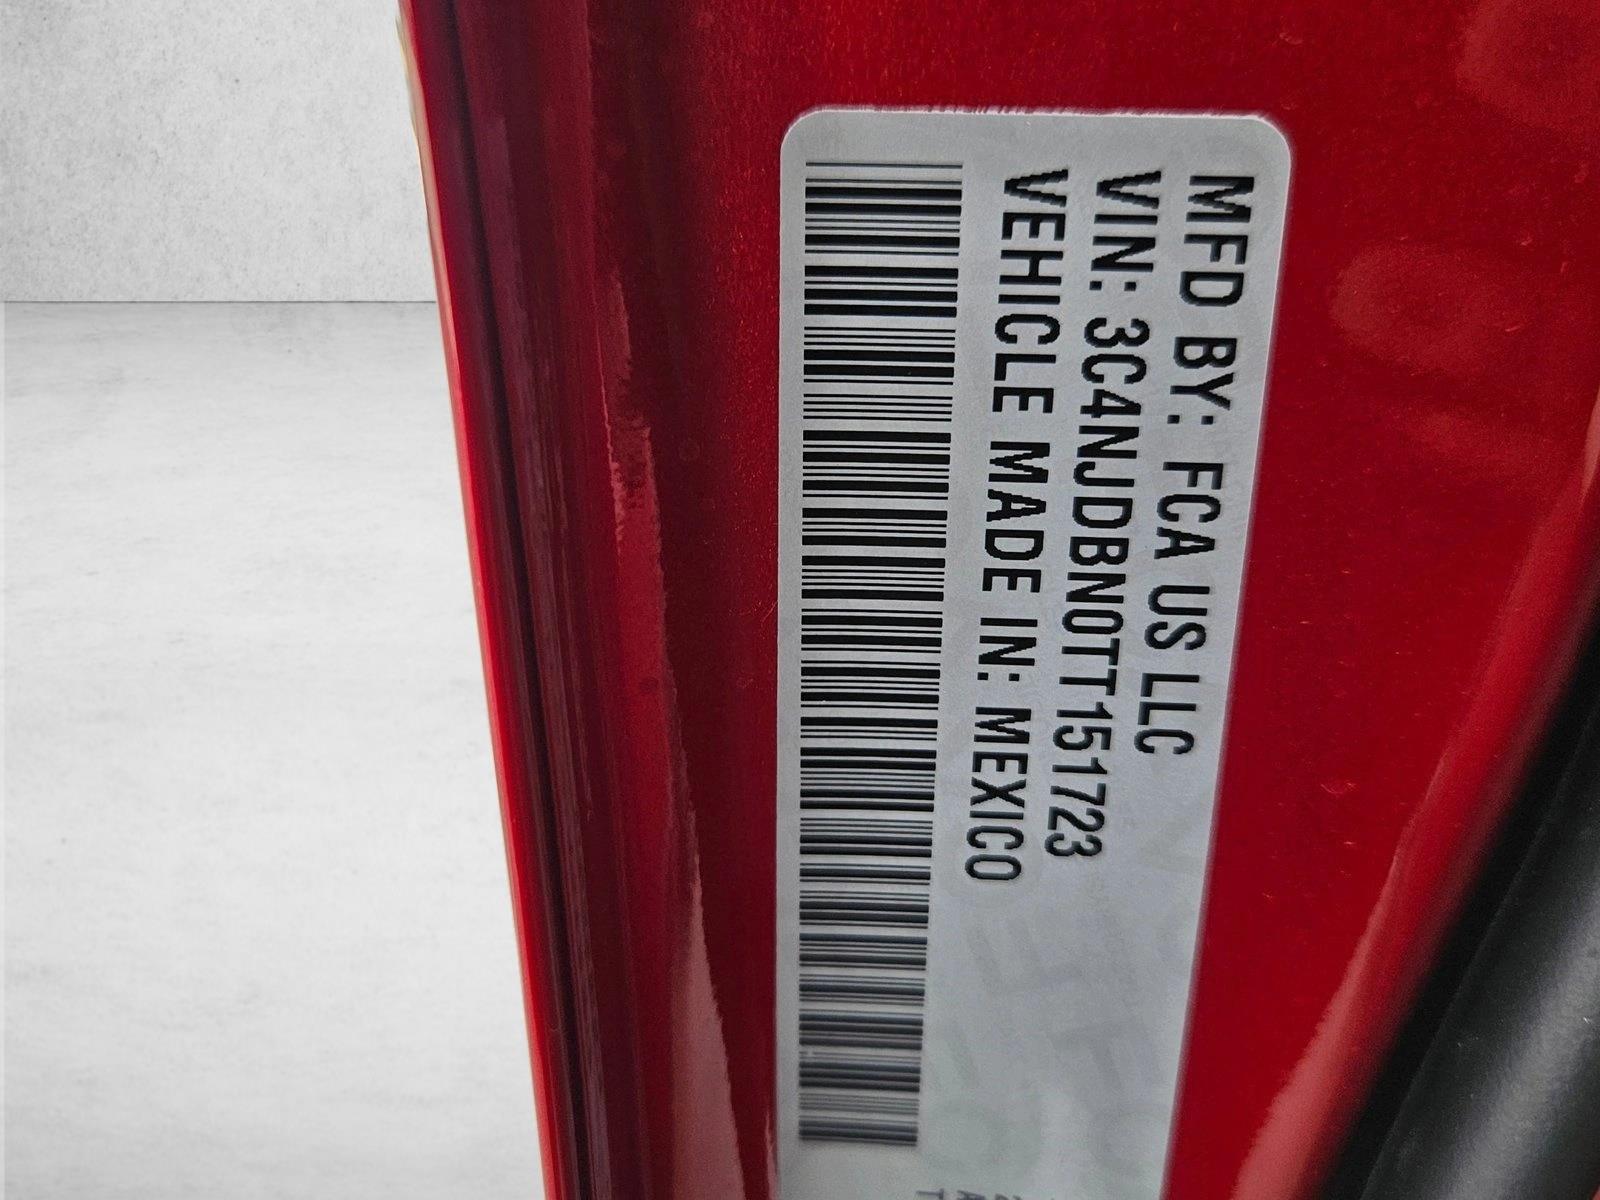 MFD BY: FCA US LLC
VIN: 3C4NJDBN0TT151723
VEHICLE MADE IN: MEXICO